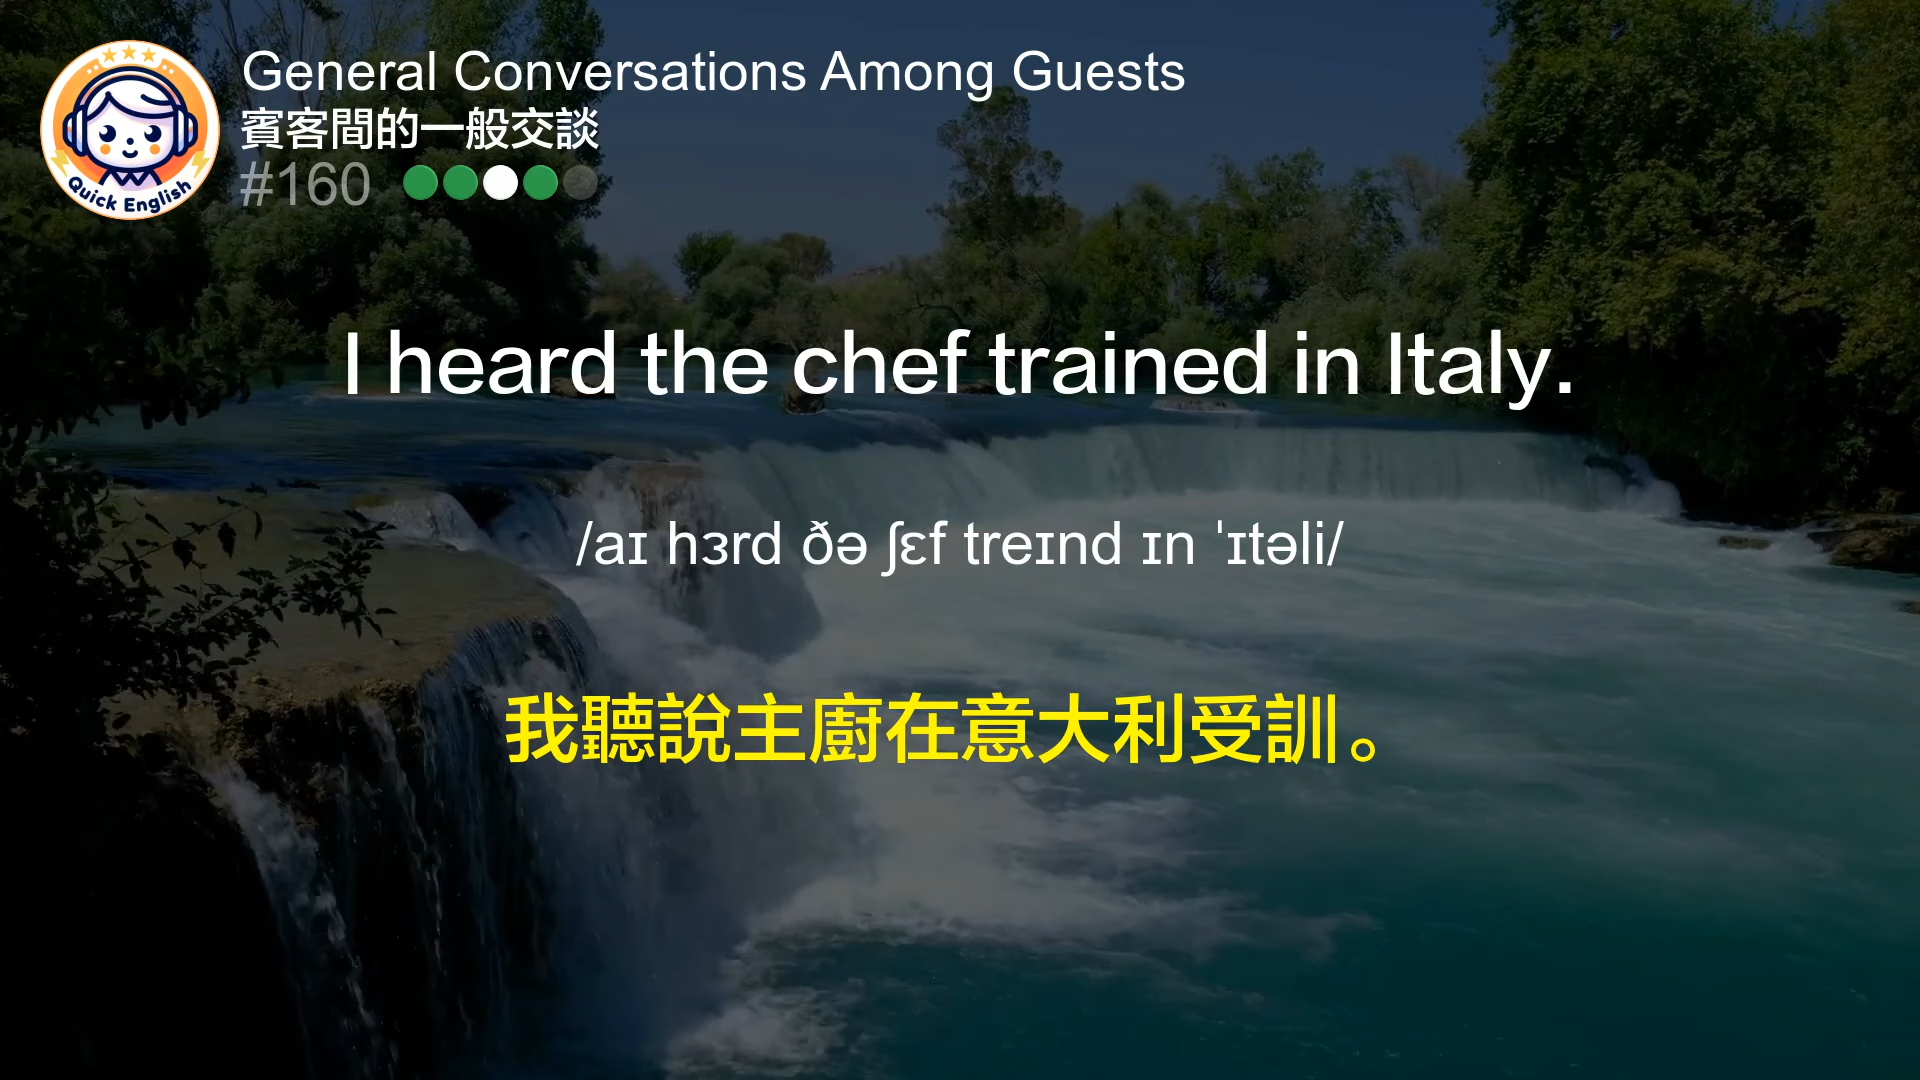 General Conversations Among Guests
賓客間的一般交談
#160
Quick English
I heard the chef trained in Italy.
/aɪ hɜrd ðə ʃɛf treɪnd ɪn ˈɪtəli/
我聽說主廚在意大利受訓。